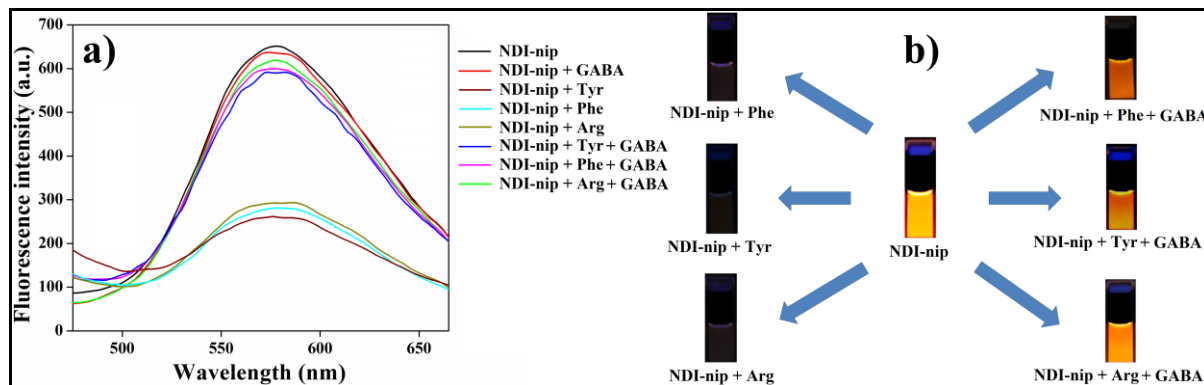 a)
Fluorescence intensity (a.u.)
700
600
500
400
300
200
100
0
500
550
600
650
Wavelength (nm)
NDI-nip
NDI-nip + GABA
NDI-nip + Tyr
NDI-nip + Phe
NDI-nip + Arg
NDI-nip + Tyr + GABA
NDI-nip + Phe + GABA
NDI-nip + Arg + GABA
b)
NDI-nip + Phe
NDI-nip + Phe + GABA
NDI-nip + Tyr
NDI-nip
NDI-nip + Tyr + GABA
NDI-nip + Arg
NDI-nip + Arg + GABA